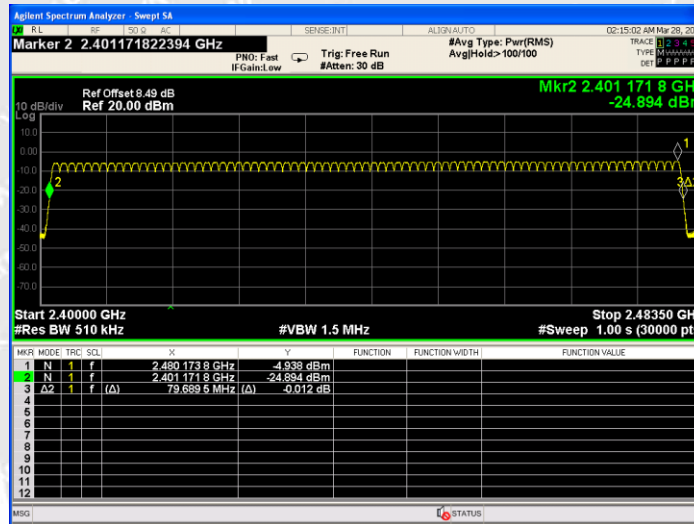 Agilent Spectrum Analyzer - Swept SA
RL RF 50 Ω AC SENSE:INT ALIGNAUTO 02:15:02 AM Mar 28, 20
Marker 2 2.401171822394 GHz #Avg Type: Pwr(RMS) TRACE 1 2 3 4 5
PNO: Fast Trig: Free Run Avg|Hold:>100/100 TYPE M
IFGain:Low #Atten: 30 dB DET P P P P P
Ref Offset 8.49 dB Mkr2 2.401 171 8 GH
10 dB/div Ref 20.00 dBm -24.894 dBm
Log
10.0
0.00
-10.0
-20.0
-30.0
-40.0
-50.0
-60.0
-70.0
1
2
3Δ2
Start 2.40000 GHz Stop 2.48350 GH
#Res BW 510 kHz #VBW 1.5 MHz #Sweep 1.00 s (30000 pt
MKR MODE TRC SCL X Y FUNCTION FUNCTION WIDTH FUNCTION VALUE
1 N 1 f 2.480 173 8 GHz -4.938 dBm
2 N 1 f 2.401 171 8 GHz -24.894 dBm
3 Δ2 1 f (Δ) 79.689 5 MHz (Δ) -0.012 dB
4
5
6
7
8
9
10
11
12
MSG STATUS